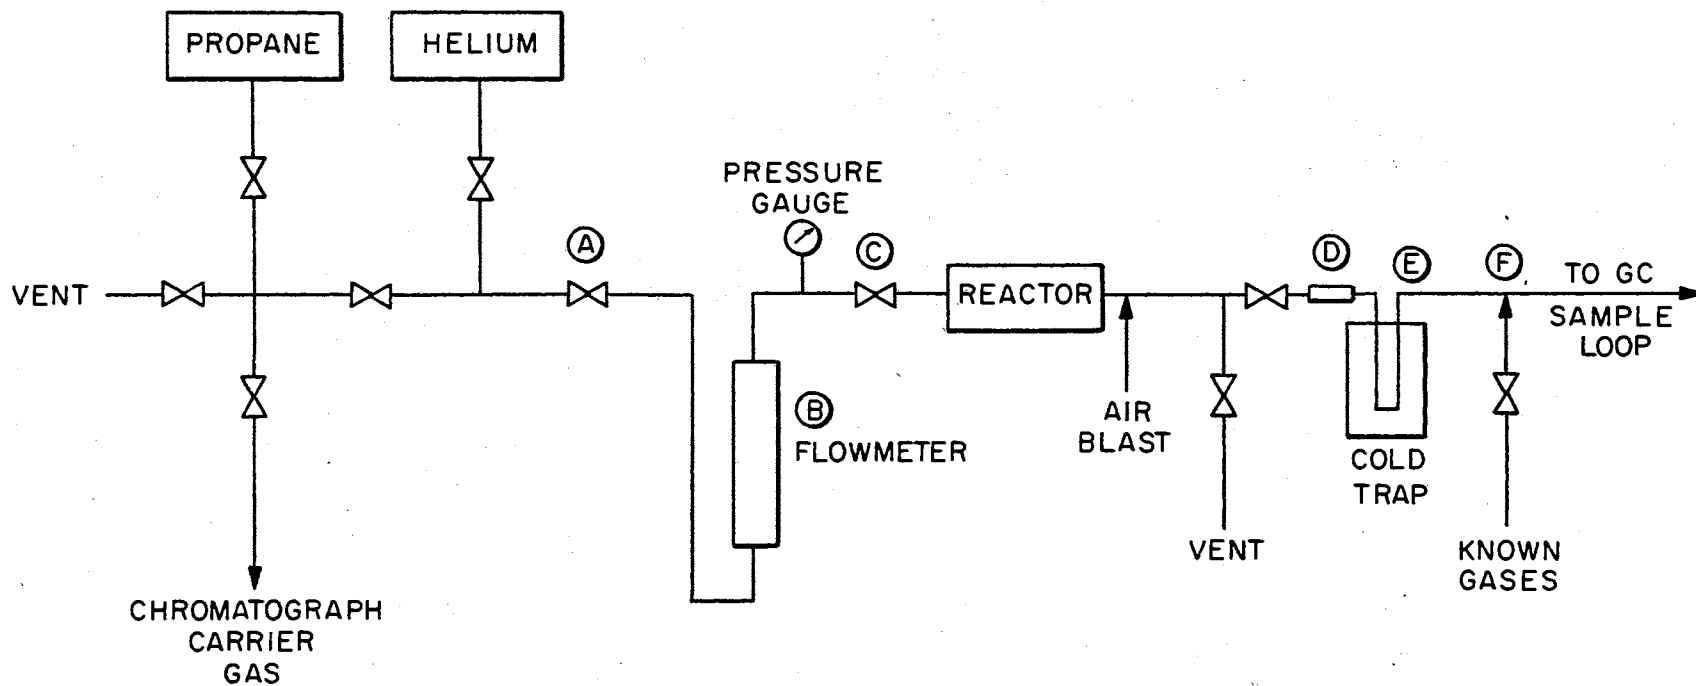 PROPANE
HELIUM
PRESSURE
GAUGE
A
C
D
E
F
VENT
REACTOR
TO GC
SAMPLE
LOOP
B
FLOWMETER
AIR
BLAST
COLD
TRAP
VENT
KNOWN
GASES
CHROMATOGRAPH
CARRIER
GAS